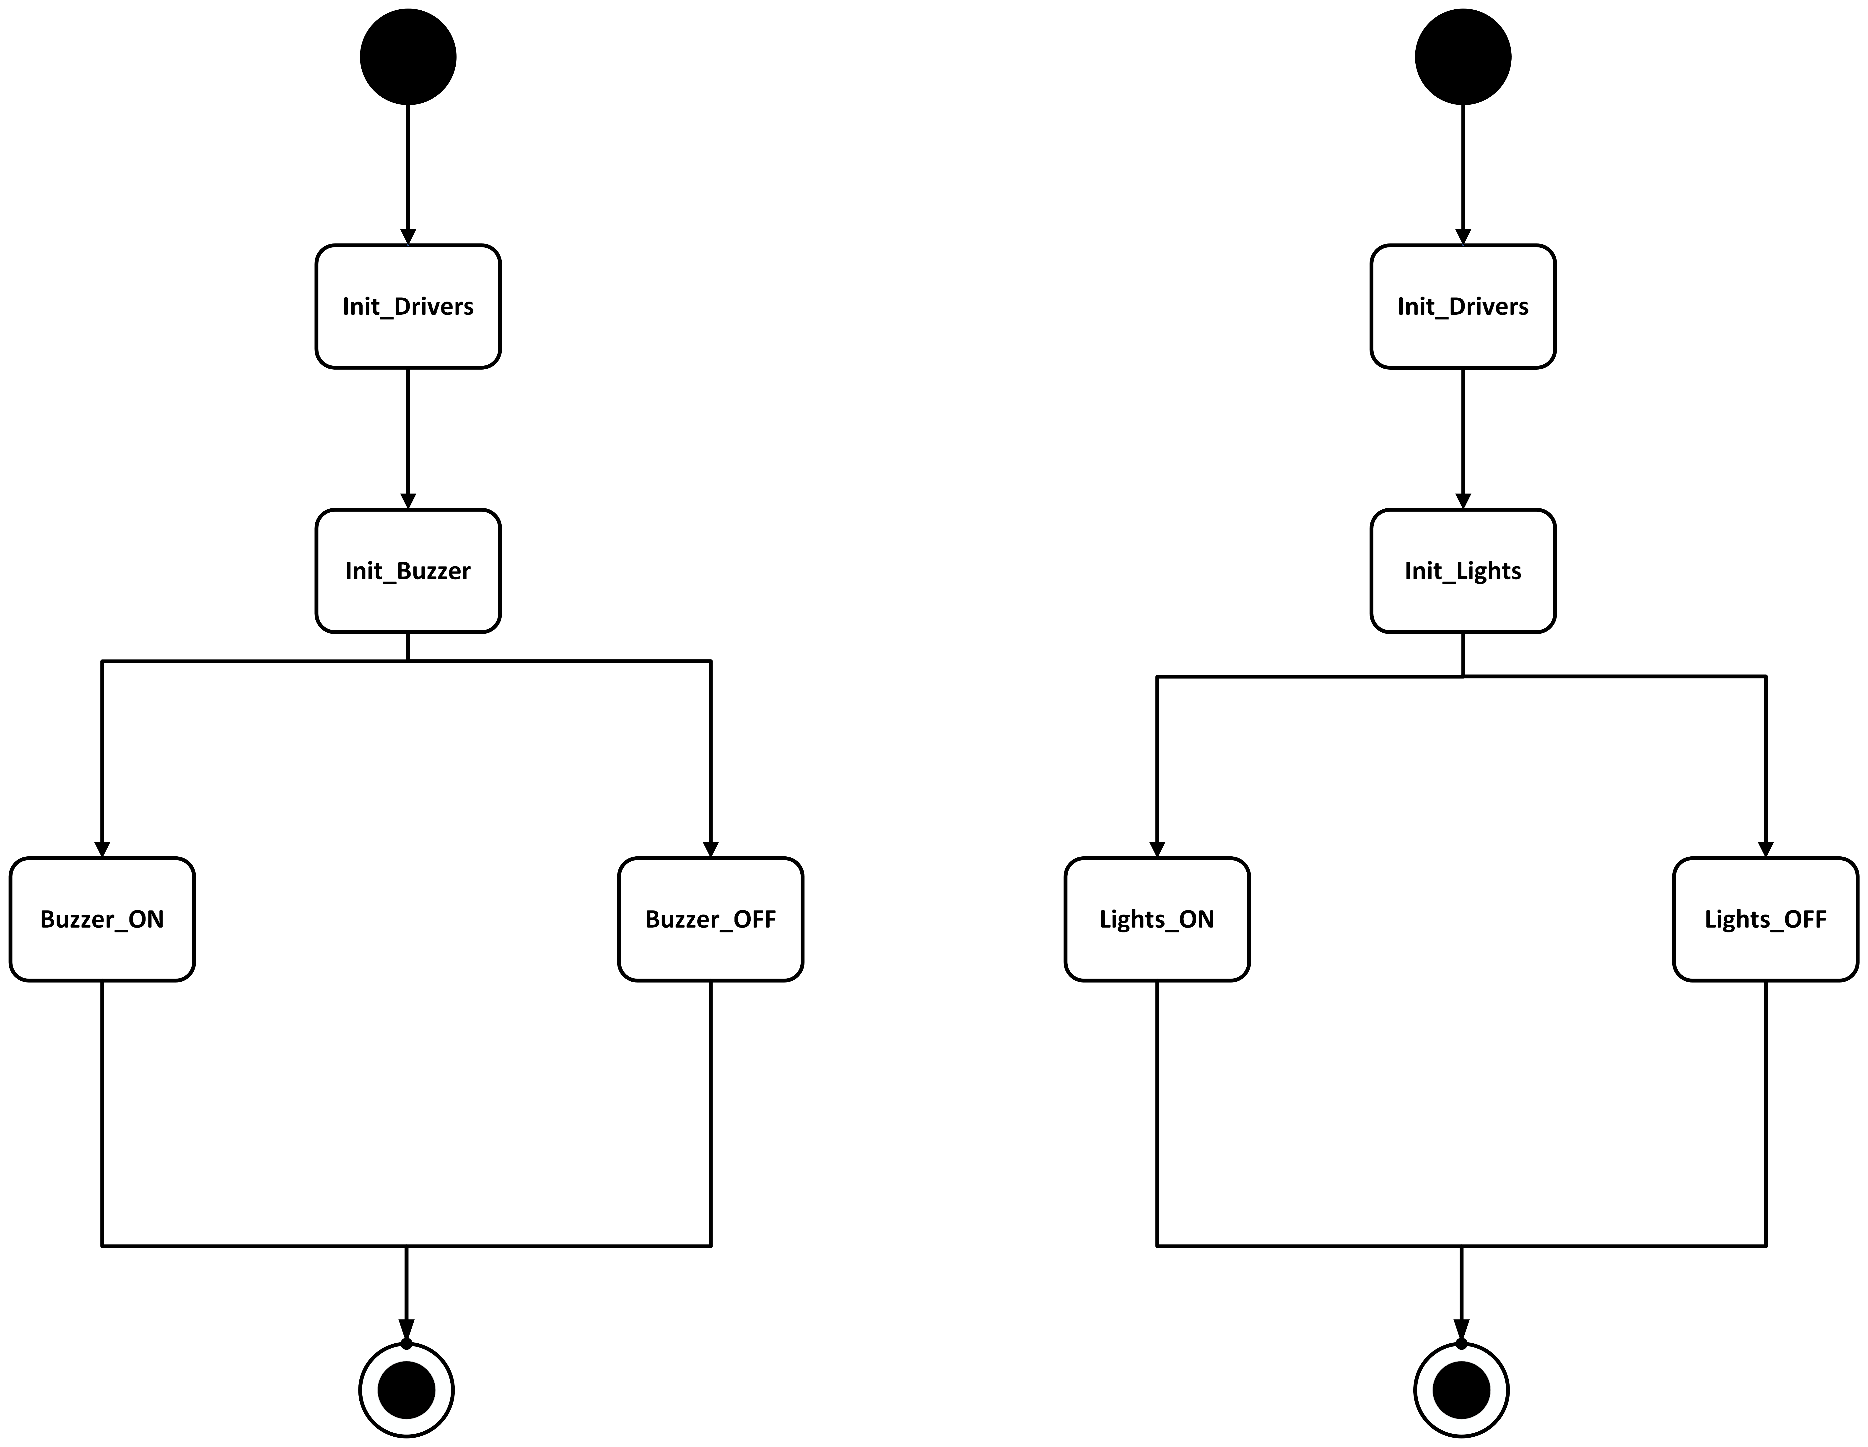 Init_Drivers
Init_Buzzer
Buzzer_ON
Buzzer_OFF
Init_Drivers
Init_Lights
Lights_ON
Lights_OFF